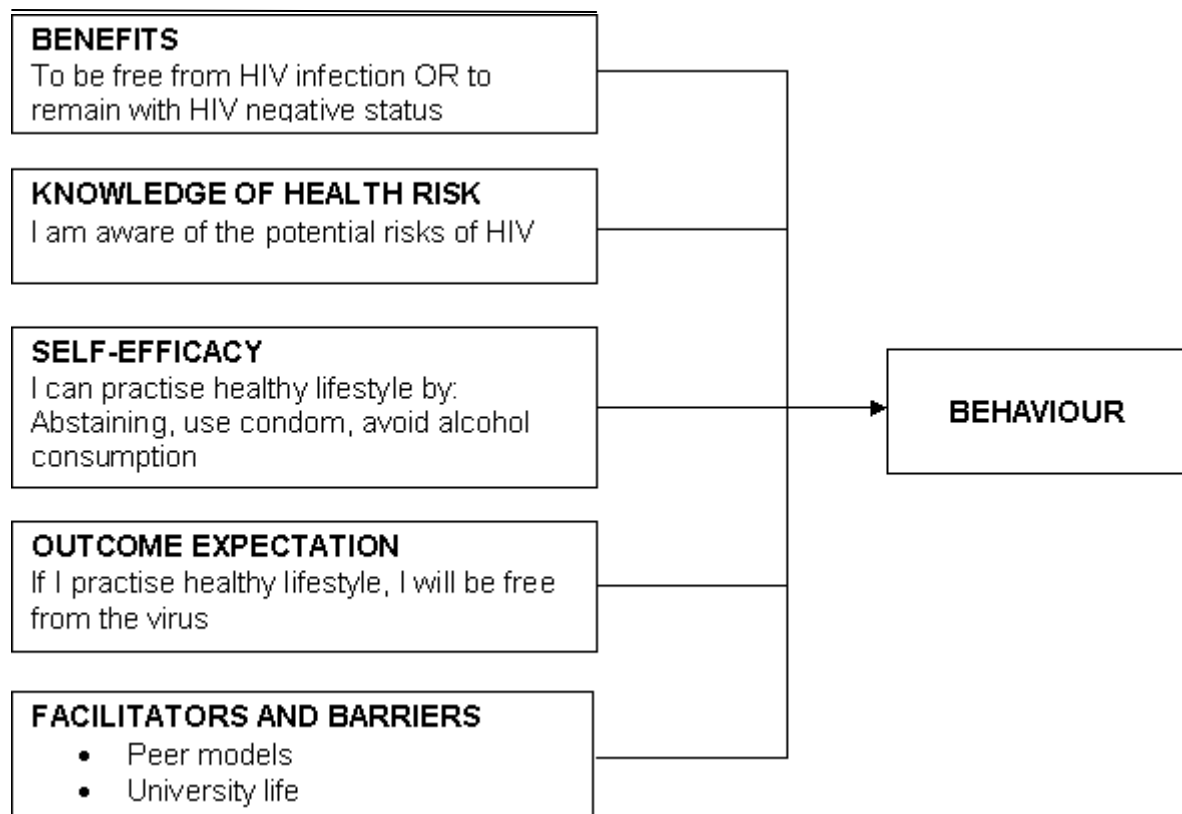 BENEFITS
To be free from HIV infection OR to
remain with HIV negative status
KNOWLEDGE OF HEALTH RISK
I am aware of the potential risks of HIV
SELF-EFFICACY
I can practise healthy lifestyle by:
Abstaining, use condom, avoid alcohol
consumption
BEHAVIOUR
OUTCOME EXPECTATION
If I practise healthy lifestyle, I will be free
from the virus
FACILITATORS AND BARRIERS
• Peer models
• University life